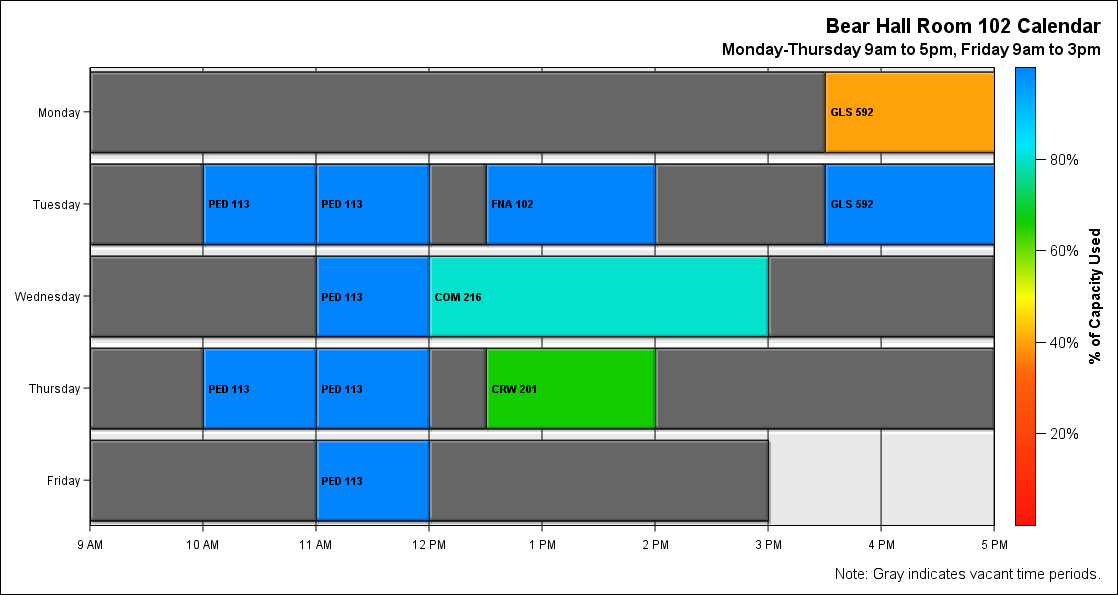 Bear Hall Room 102 Calendar
Monday-Thursday 9am to 5pm, Friday 9am to 3pm
Monday
GLS 592
Tuesday
PED 113
PED 113
FNA 102
GLS 592
Wednesday
PED 113
COM 216
Thursday
PED 113
PED 113
CRW 201
Friday
PED 113
9 AM
10 AM
11 AM
12 PM
1 PM
2 PM
3 PM
4 PM
5 PM
80%
60%
40%
20%
% of Capacity Used
Note: Gray indicates vacant time periods.